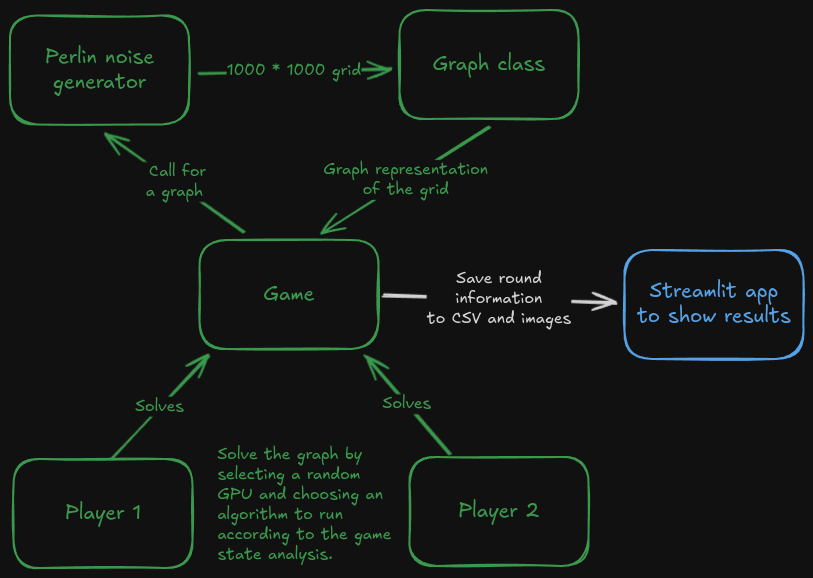 Perlin noise
generator
1000 * 1000 grid
Graph class
Call for
a graph
Graph representation
of the grid
Game
Save round
information
to CSV and images
Streamlit app
to show results
Solves
Solves
Player 1
Solve the graph by
selecting a random
GPU and choosing an
algorithm to run
according to the game
state analysis.
Player 2